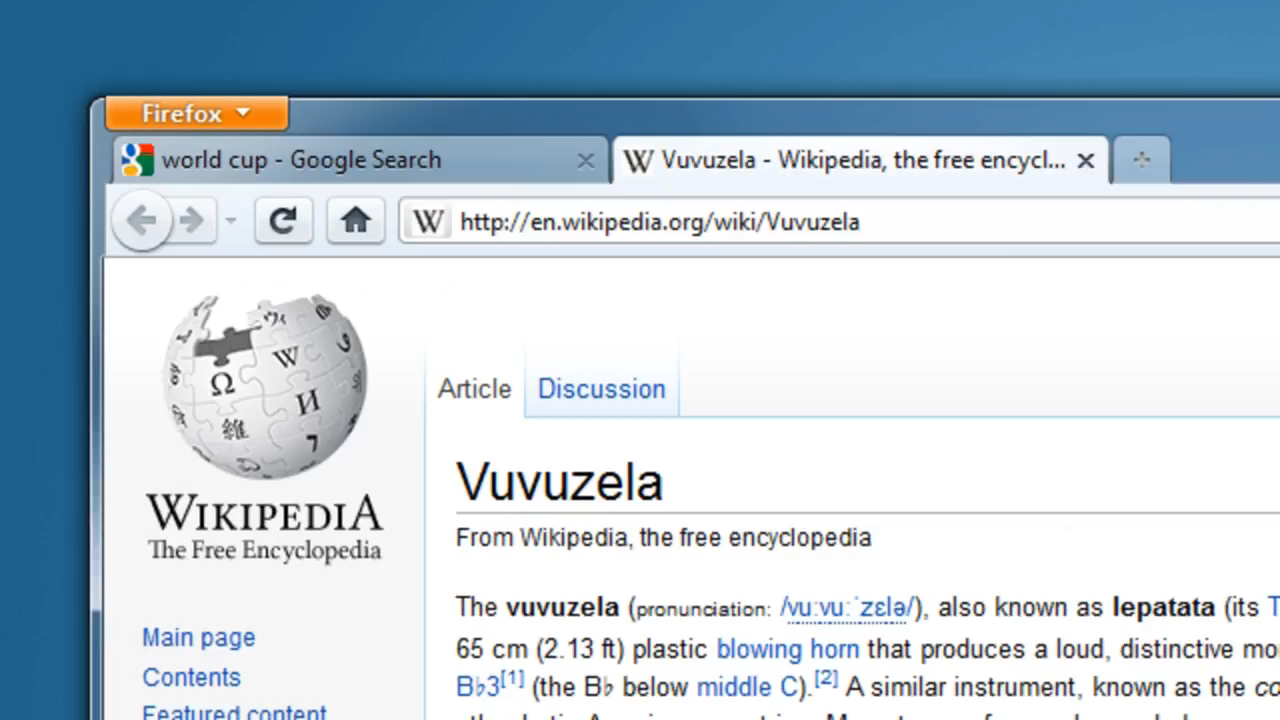 Firefox
world cup - Google Search
Vuvuzela - Wikipedia, the free encycl...
http://en.wikipedia.org/wiki/Vuvuzela
WIKIPEDIA
The Free Encyclopedia
Main page
Contents
Featured content
Article
Discussion
Vuvuzela
From Wikipedia, the free encyclopedia
The vuvuzela (pronunciation: /vuːvuːˈzɛlə/), also known as lepatata (its
65 cm (2.13 ft) plastic blowing horn that produces a loud, distinctive
B♭3[1] (the B♭ below middle C).[2] A similar instrument, known as the